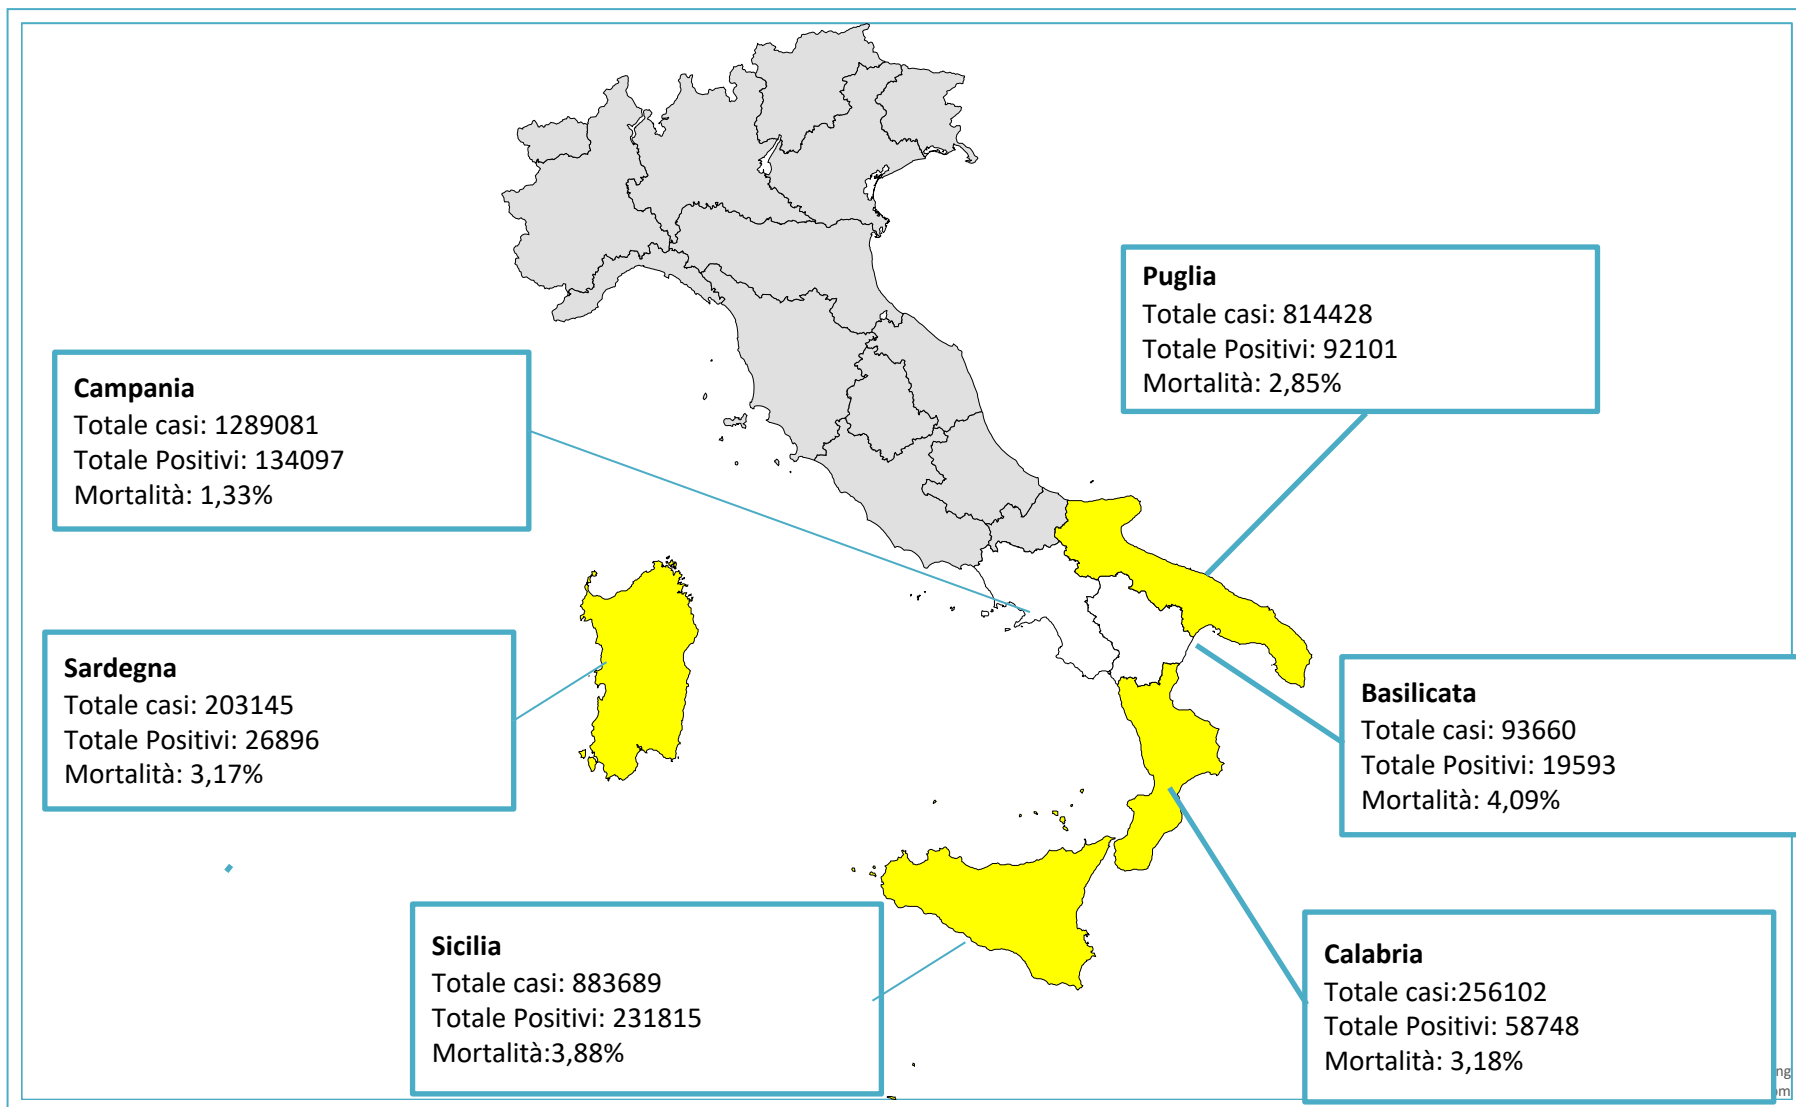 Puglia
Totale casi: 814428
Totale Positivi: 92101
Mortalità: 2,85%
Campania
Totale casi: 1289081
Totale Positivi: 134097
Mortalità: 1,33%
Sardegna
Totale casi: 203145
Totale Positivi: 26896
Mortalità: 3,17%
Basilicata
Totale casi: 93660
Totale Positivi: 19593
Mortalità: 4,09%
Sicilia
Totale casi: 883689
Totale Positivi: 231815
Mortalità:3,88%
Calabria
Totale casi:256102
Totale Positivi: 58748
Mortalità: 3,18%